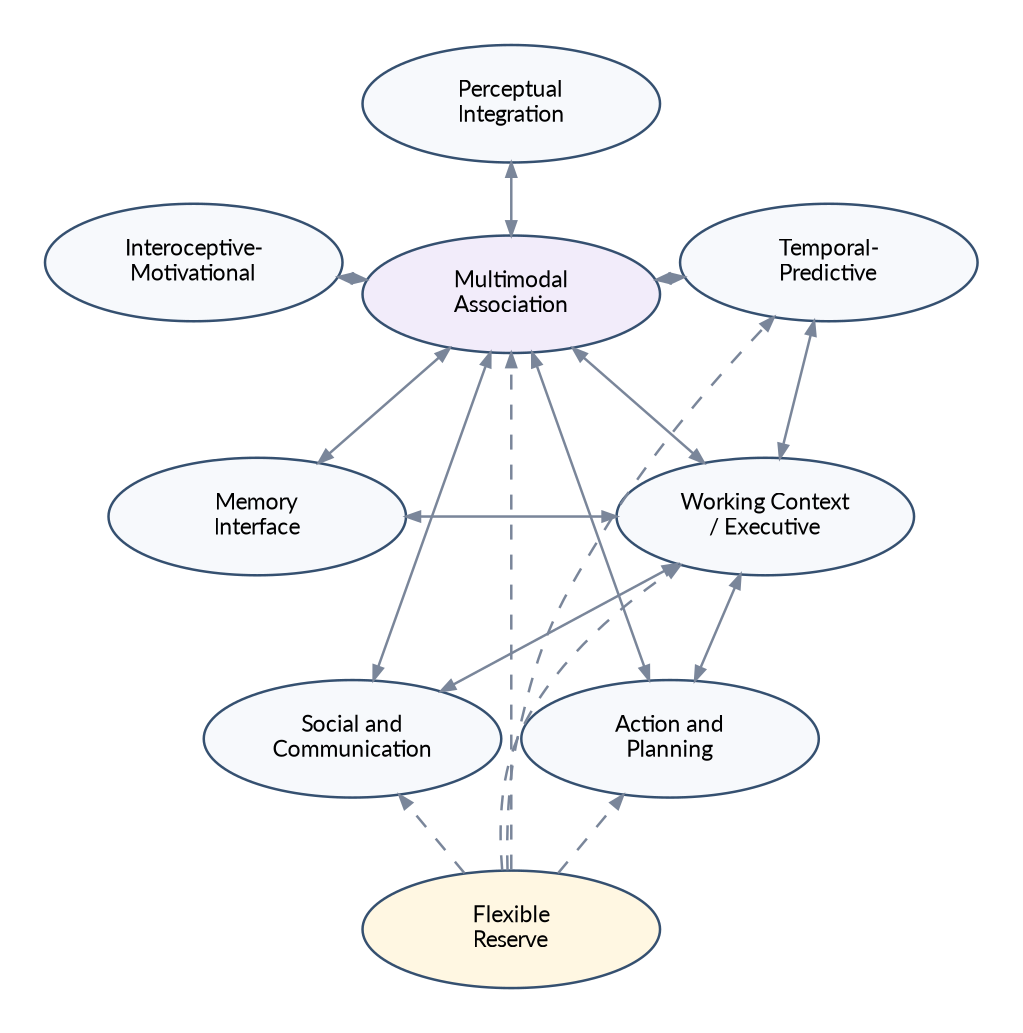 Perceptual
Integration
Interoceptive-
Motivational
Multimodal
Association
Temporal-
Predictive
Memory
Interface
Working Context
/ Executive
Social and
Communication
Action and
Planning
Flexible
Reserve